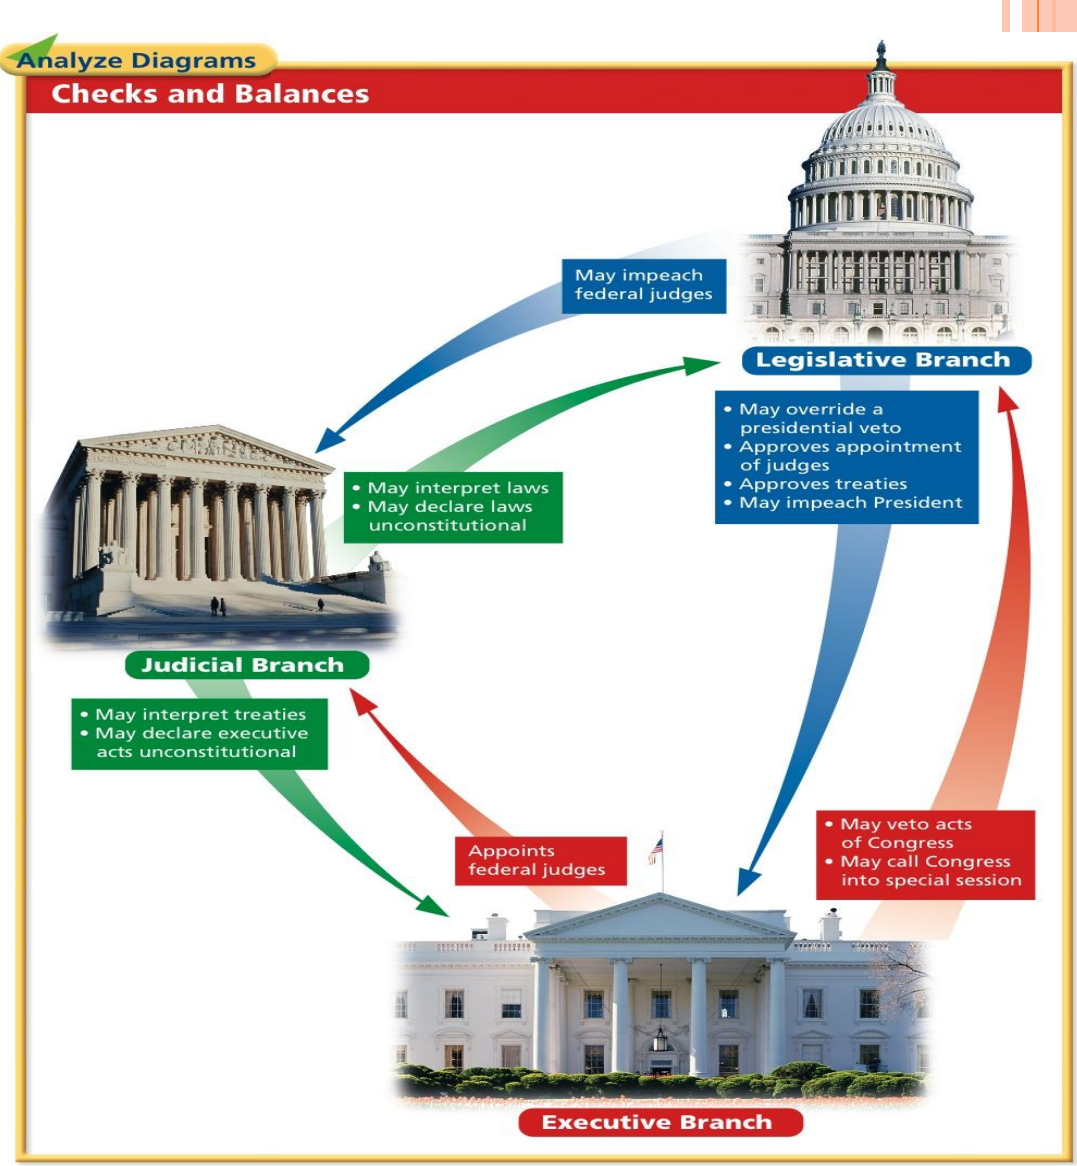 Analyze Diagrams
Checks and Balances
May impeach
federal judges
Legislative Branch
• May override a
presidential veto
• Approves appointment
of judges
• Approves treaties
• May impeach President
• May interpret laws
• May declare laws
unconstitutional
Judicial Branch
• May interpret treaties
• May declare executive
acts unconstitutional
Appoints
federal judges
• May veto acts
of Congress
• May call Congress
into special session
Executive Branch